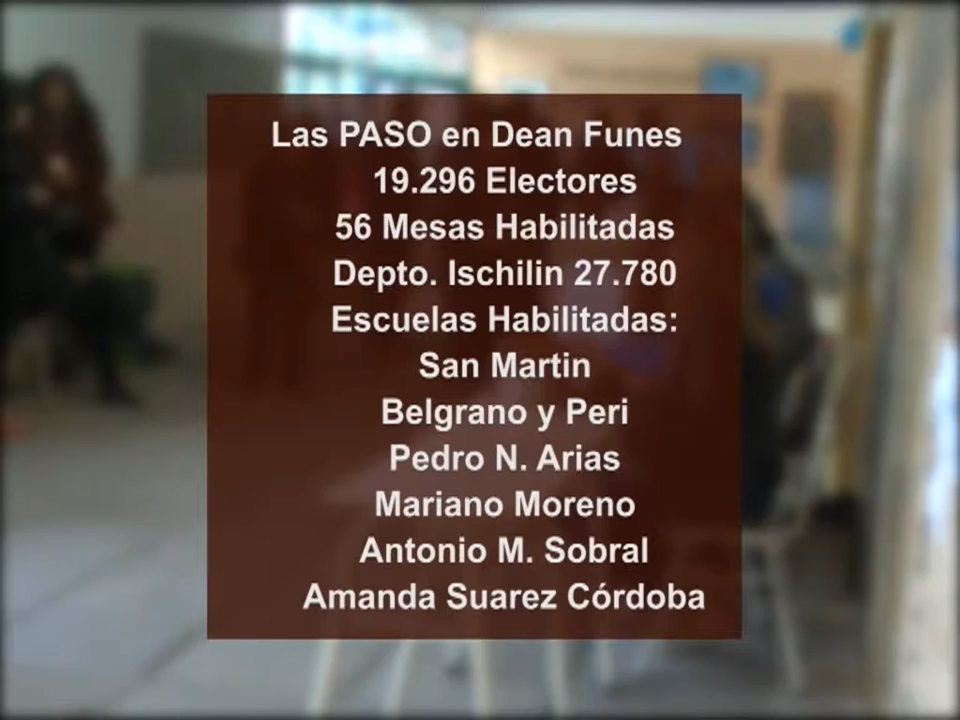 Las PASO en Dean Funes
19.296 Electores
56 Mesas Habilitadas
Depto. Ischilin 27.780
Escuelas Habilitadas:
San Martin
Belgrano y Peri
Pedro N. Arias
Mariano Moreno
Antonio M. Sobral
Amanda Suarez Córdoba